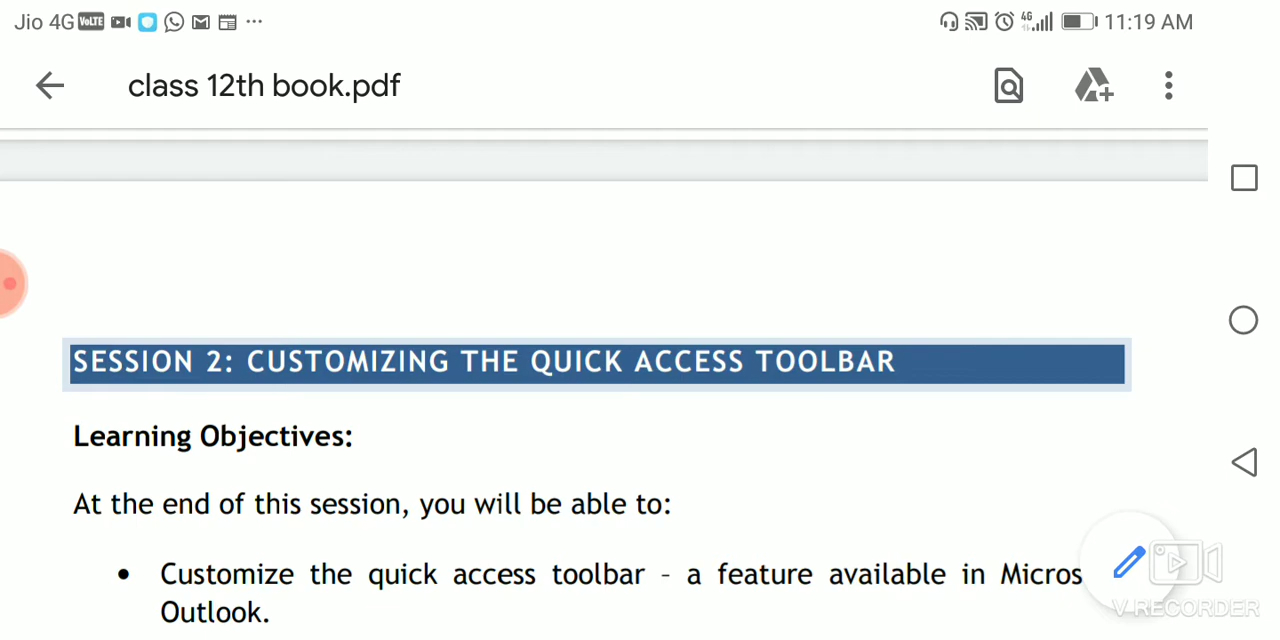 Jio 4G VoLTE ... 4G 11:19 AM
class 12th book.pdf
SESSION 2: CUSTOMIZING THE QUICK ACCESS TOOLBAR
Learning Objectives:
At the end of this session, you will be able to:
• Customize the quick access toolbar – a feature available in Micros
Outlook.
V RECORDER